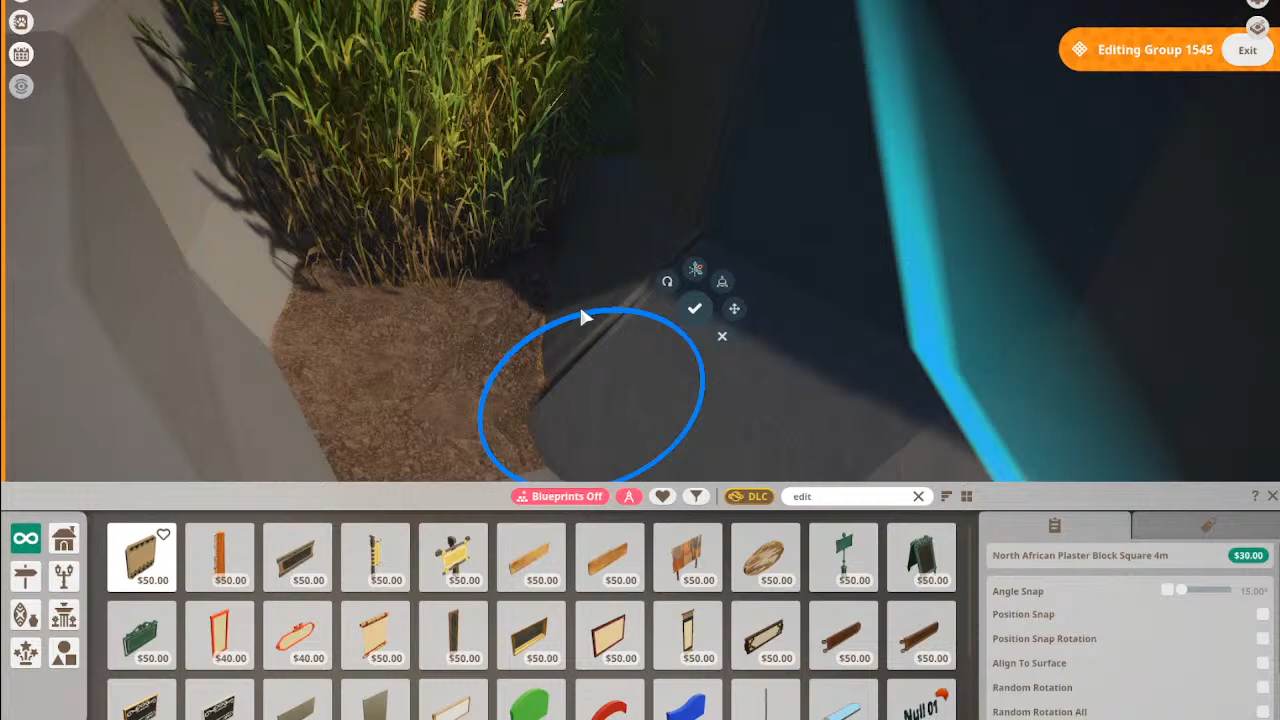 Editing Group 1545
Exit
Blueprints Off
DLC
edit
?
$50.00
$50.00
$50.00
$50.00
$50.00
$50.00
$50.00
$50.00
$50.00
$50.00
$50.00
$50.00
$40.00
$40.00
$50.00
$50.00
$50.00
$50.00
$50.00
$50.00
$50.00
$50.00
Null 01
North African Plaster Block Square 4m
$30.00
Angle Snap
15.00°
Position Snap
Position Snap Rotation
Align To Surface
Random Rotation
Random Rotation All